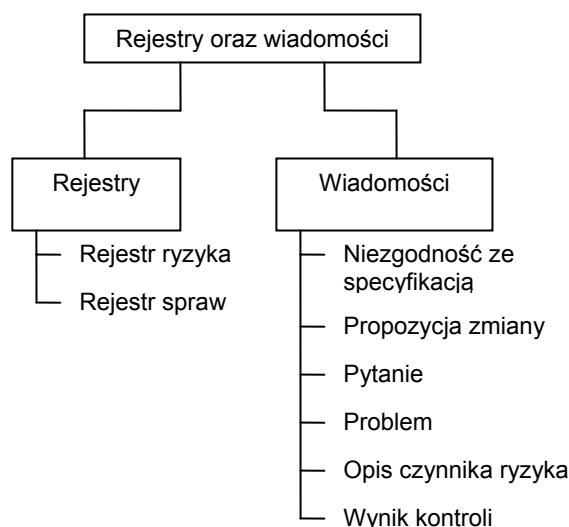 Rejestry oraz wiadomości
Rejestry
Wiadomości
Rejestr ryzyka
Rejestr spraw
Niezgodność ze
specyfikacją
Propozycja zmiany
Pytanie
Problem
Opis czynnika ryzyka
Wynik kontroli